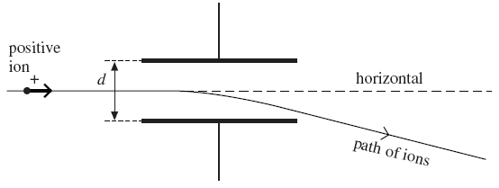 positive
ion
+
d
horizontal
path of ions